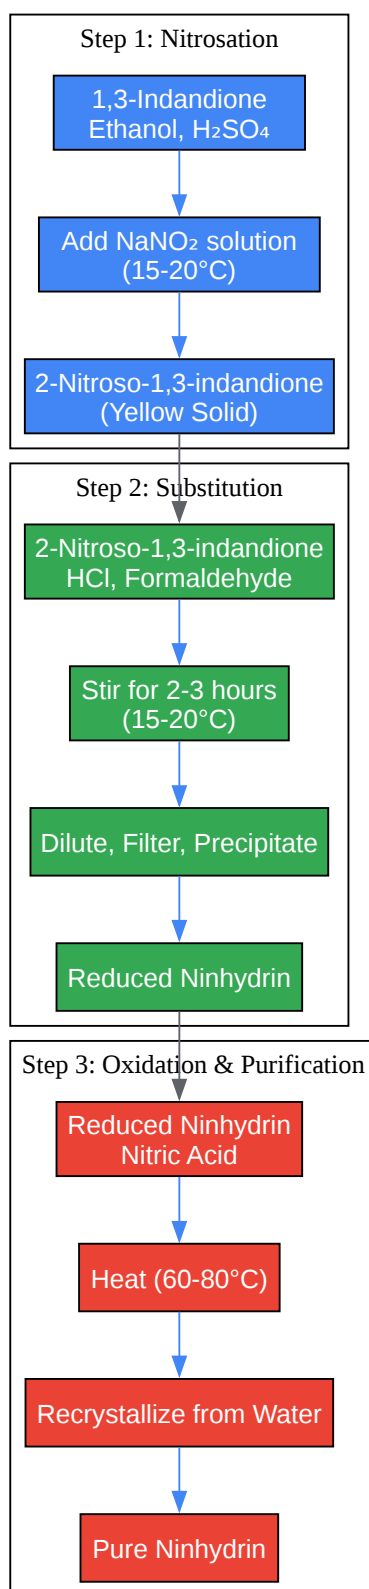 Step 1: Nitrosation
1,3-Indandione
Ethanol, H₂SO₄
Add NaNO₂ solution
(15-20°C)
2-Nitroso-1,3-indandione
(Yellow Solid)
Step 2: Substitution
2-Nitroso-1,3-indandione
HCl, Formaldehyde
Stir for 2-3 hours
(15-20°C)
Dilute, Filter, Precipitate
Reduced Ninhydrin
Step 3: Oxidation & Purification
Reduced Ninhydrin
Nitric Acid
Heat (60-80°C)
Recrystallize from Water
Pure Ninhydrin